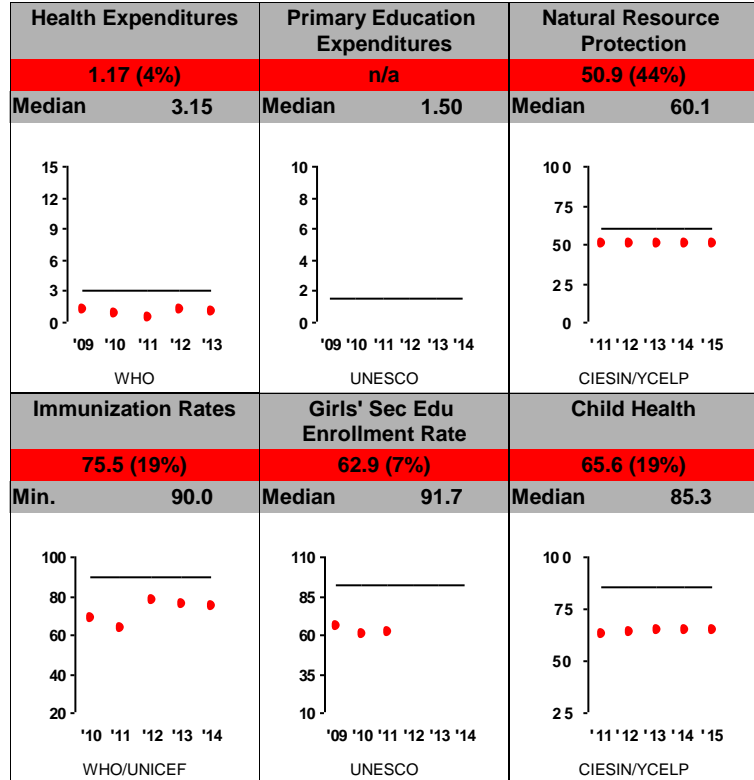 Health Expenditures
1.17 (4%)
Median 3.15
15
12
9
6
3
0
'09 '10 '11 '12 '13
WHO
Primary Education
Expenditures
n/a
Median 1.50
10
8
6
4
2
0
'09 '10 '11 '12 '13 '14
UNESCO
Natural Resource
Protection
50.9 (44%)
Median 60.1
100
75
50
25
0
'11 '12 '13 '14 '15
CIESIN/YCELP
Immunization Rates
75.5 (19%)
Min. 90.0
100
80
60
40
20
'10 '11 '12 '13 '14
WHO/UNICEF
Girls' Sec Edu
Enrollment Rate
62.9 (7%)
Median 91.7
110
85
60
35
10
'09 '10 '11 '12 '13 '14
UNESCO
Child Health
65.6 (19%)
Median 85.3
100
75
50
25
0
'11 '12 '13 '14 '15
CIESIN/YCELP